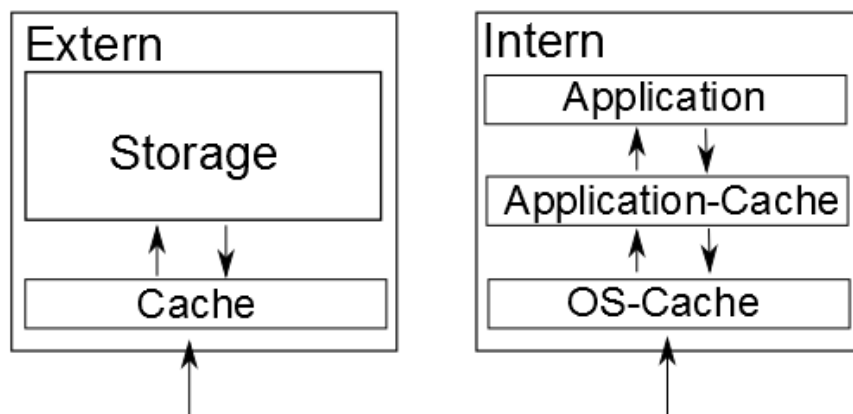 Extern
Storage
Cache
Intern
Application
Application-Cache
OS-Cache